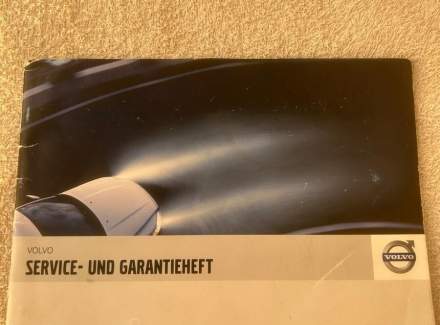 VOLVO
SERVICE- UND GARANTIEHEFT
VOLVO